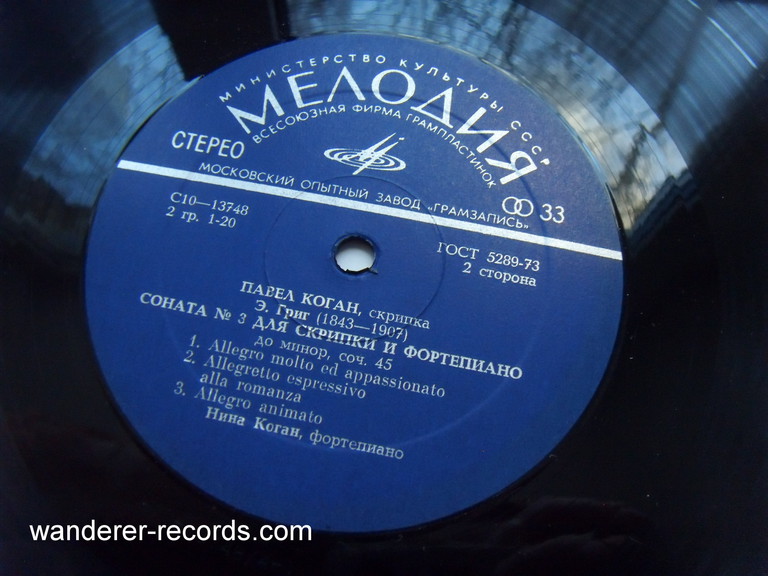 МИНИСТЕРСТВО КУЛЬТУРЫ СССР
МЕЛОДИЯ
ВСЕСОЮЗНАЯ ФИРМА ГРАМПЛАСТИНОК
СТЕРЕО
33
МОСКОВСКИЙ ОПЫТНЫЙ ЗАВОД „ГРАМЗАПИСЬ"
С10—13748
2 гр. 1-20
ГОСТ 5289-73
2 сторона
ПАВЕЛ КОГАН, скрипка
Э. Григ (1843—1907)
СОНАТА № 3 ДЛЯ СКРИПКИ И ФОРТЕПИАНО
до минор, соч. 45
1. Allegro molto ed appassionato
2. Allegretto espressivo
alla romanza
3. Allegro animato
Нина Коган, фортепиано
wanderer-records.com